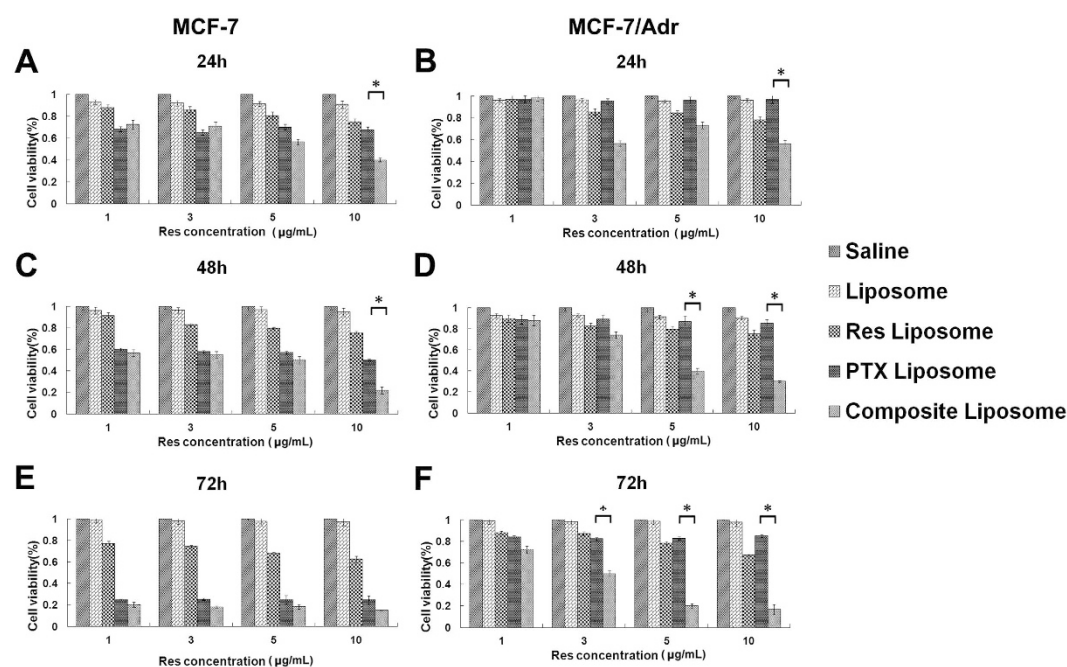 MCF-7
MCF-7/Adr
A
24h
Cell viability(%)
1
0.8
0.6
0.4
0.2
0
*
1
3
5
10
Res concentration ( μg/mL)
B
24h
Cell viability(%)
1
0.8
0.6
0.4
0.2
0
*
1
3
5
10
Res concentration ( μg/mL)
C
48h
Cell viability(%)
1
0.8
0.6
0.4
0.2
0
*
1
3
5
10
Res concentration ( μg/mL)
D
48h
Cell viability(%)
1
0.8
0.6
0.4
0.2
0
*
*
1
3
5
10
Res concentration ( μg/mL)
E
72h
Cell viability(%)
1
0.8
0.6
0.4
0.2
0
1
3
5
10
Res concentration ( μg/mL)
F
72h
Cell viability(%)
1
0.8
0.6
0.4
0.2
0
*
*
*
1
3
5
10
Res concentration ( μg/mL)
Saline
Liposome
Res Liposome
PTX Liposome
Composite Liposome